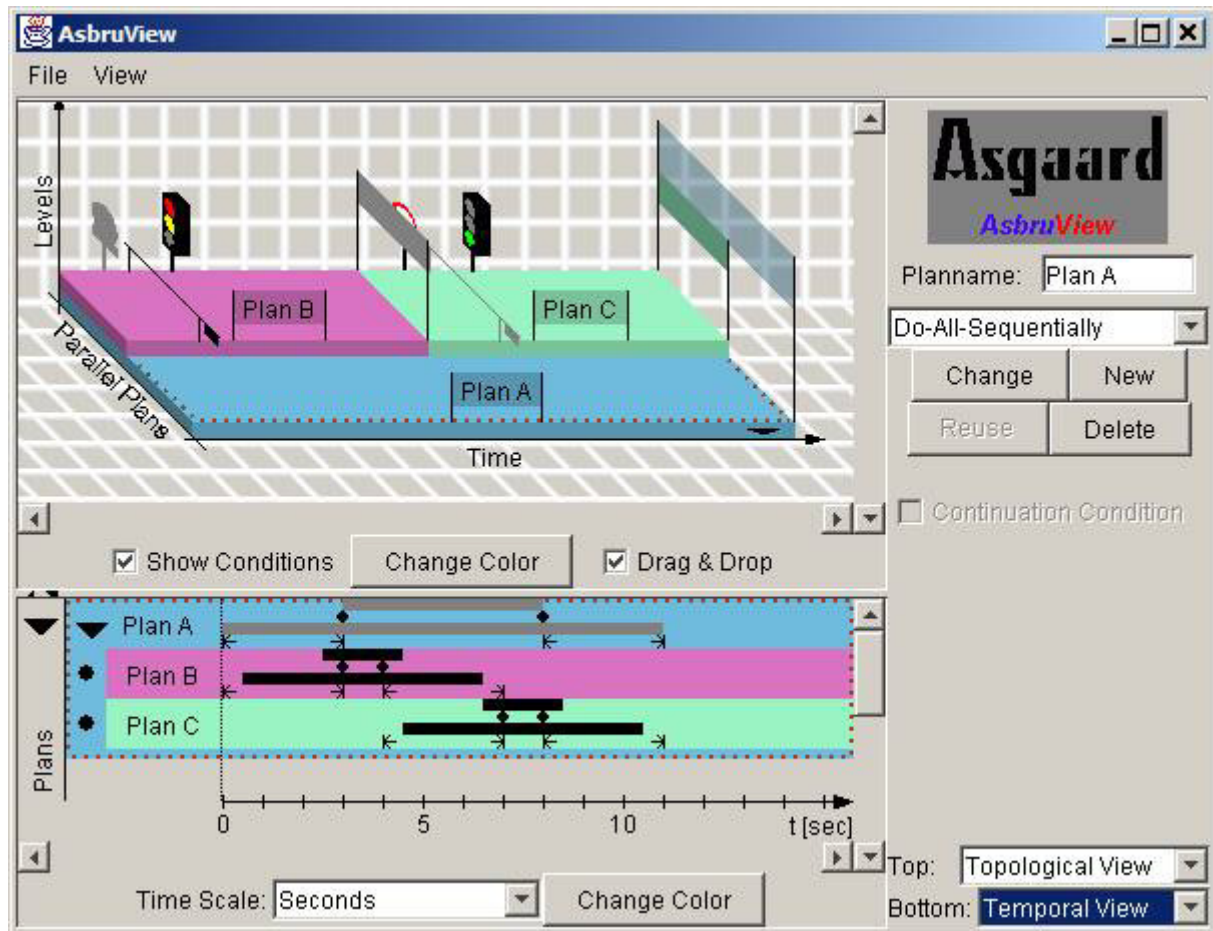 AsbruView
File View
Levels
Parallel Plans
Plan B
Plan C
Plan A
Time
Show Conditions
Change Color
Drag & Drop
Plans
Plan A
Plan B
Plan C
0 5 10 t [sec]
Time Scale: Seconds
Change Color
Asgaard
AsbruView
Planname: Plan A
Do-All-Sequentially
Change New
Reuse Delete
Continuation Condition
Top: Topological View
Bottom: Temporal View